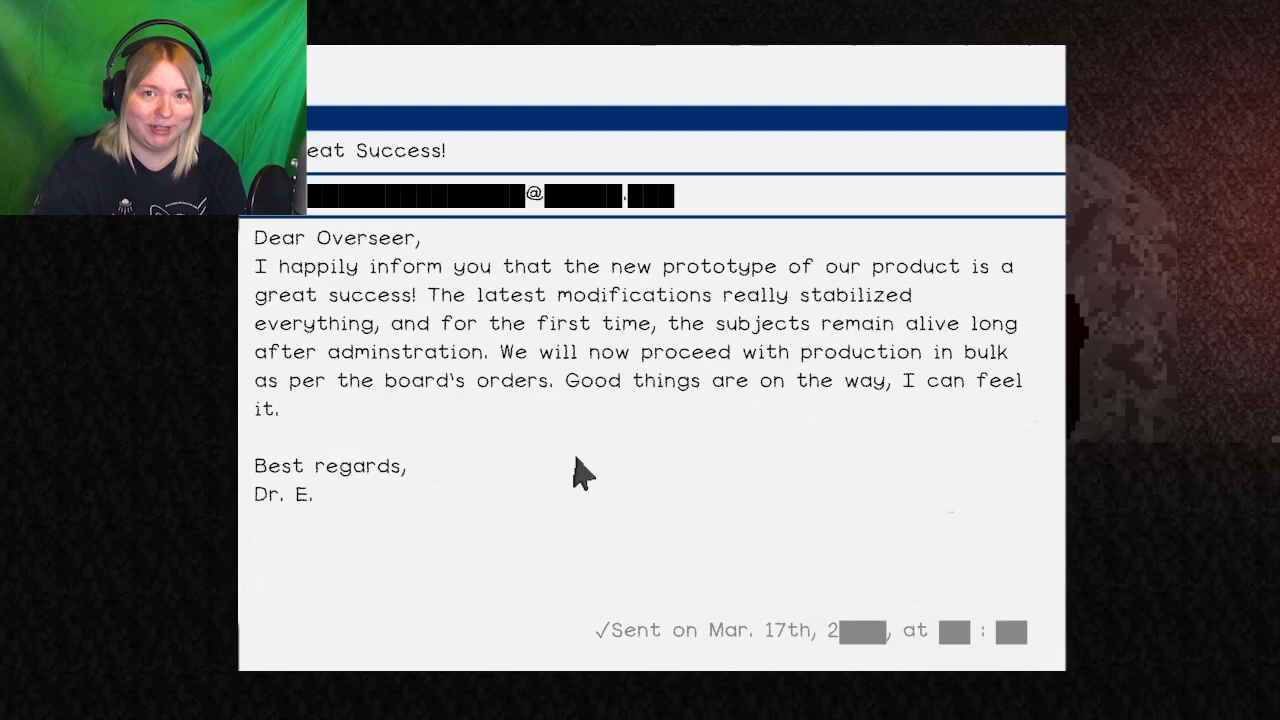 eat Success!
@ .
Dear Overseer,
I happily inform you that the new prototype of our product is a
great success! The latest modifications really stabilized
everything, and for the first time, the subjects remain alive long
after adminstration. We will now proceed with production in bulk
as per the board's orders. Good things are on the way, I can feel
it.
Best regards,
Dr. E.
✓Sent on Mar. 17th, 2 , at :